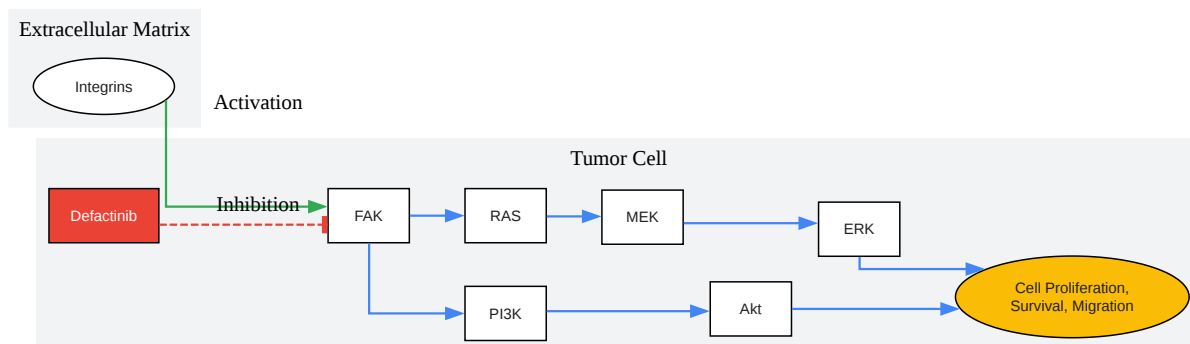 Extracellular Matrix
Integrins
Activation
Tumor Cell
Defactinib
Inhibition
FAK
RAS
MEK
ERK
PI3K
Akt
Cell Proliferation,
Survival, Migration